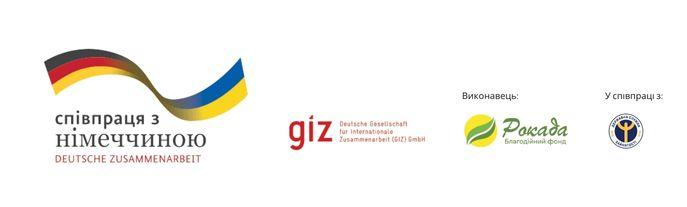 співпраця з
німеччиною
DEUTSCHE ZUSAMMENARBEIT
giz
Deutsche Gesellschaft
für Internationale
Zusammenarbeit (GIZ) GmbH
Виконавець:
Рокада
Благодійний фонд
У співпраці з: